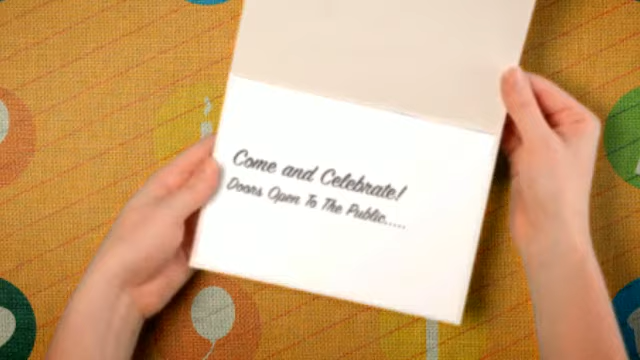 Come and Celebrate!
Doors Open To The Public.....